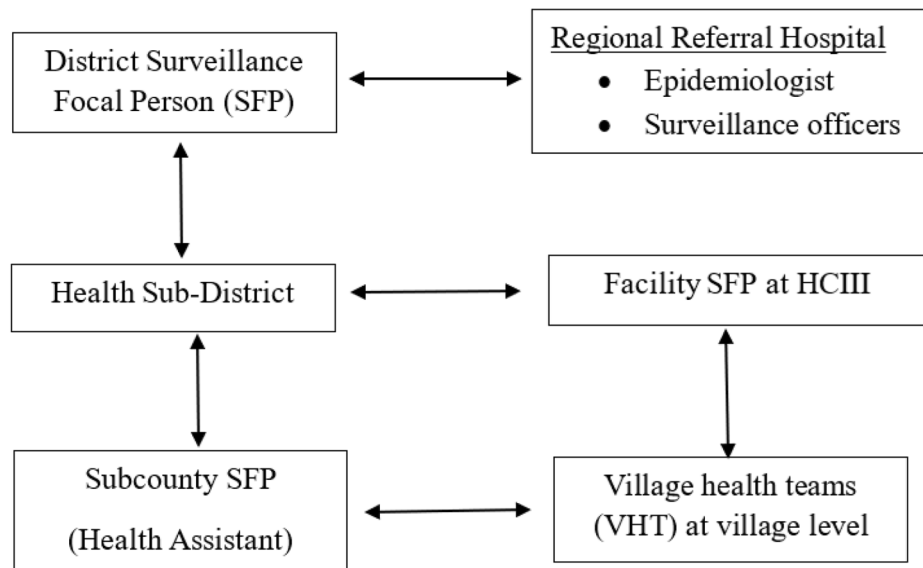 District Surveillance
Focal Person (SFP)
Regional Referral Hospital
• Epidemiologist
• Surveillance officers
Health Sub-District
Facility SFP at HCIII
Subcounty SFP
(Health Assistant)
Village health teams
(VHT) at village level